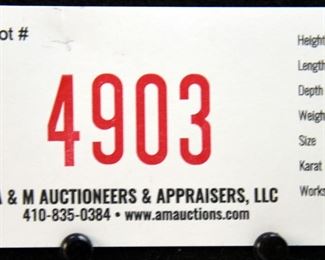 ot #
4903
& M AUCTIONEERS & APPRAISERS, LLC
410-835-0384 • www.amauctions.com
Height
Length
Depth
Weigh
Size
Karat
Works